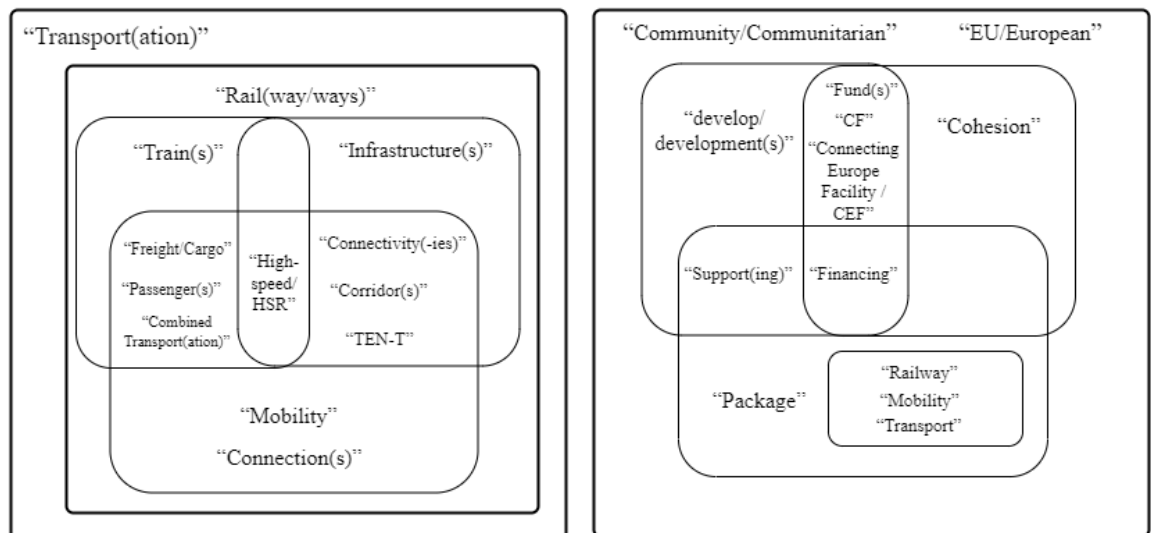 “Transport(ation)”
“Rail(way/ways)”
“Train(s)”
“Infrastructure(s)”
“Freight/Cargo”
“Passenger(s)”
“Combined
Transport(ation)”
“High-
speed/
HSR”
“Connectivity(-ies)”
“Corridor(s)”
“TEN-T”
“Mobility”
“Connection(s)”
“Community/Communitarian”
“EU/European”
“develop/
development(s)”
“Fund(s)”
“CF”
“Connecting
Europe
Facility /
CEF”
“Cohesion”
“Support(ing)”
“Financing”
“Package”
“Railway”
“Mobility”
“Transport”